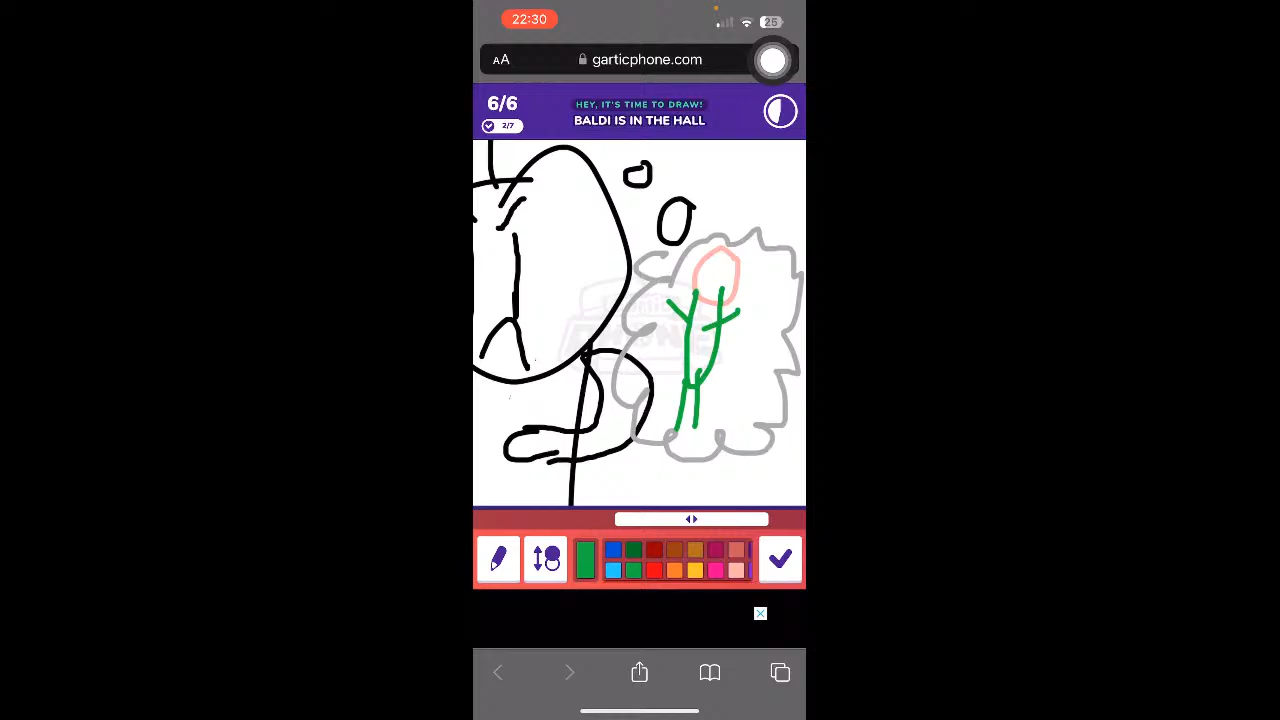 22:30
25
AA garticphone.com
6/6
HEY, IT'S TIME TO DRAW!
BALDI IS IN THE HALL
2/7